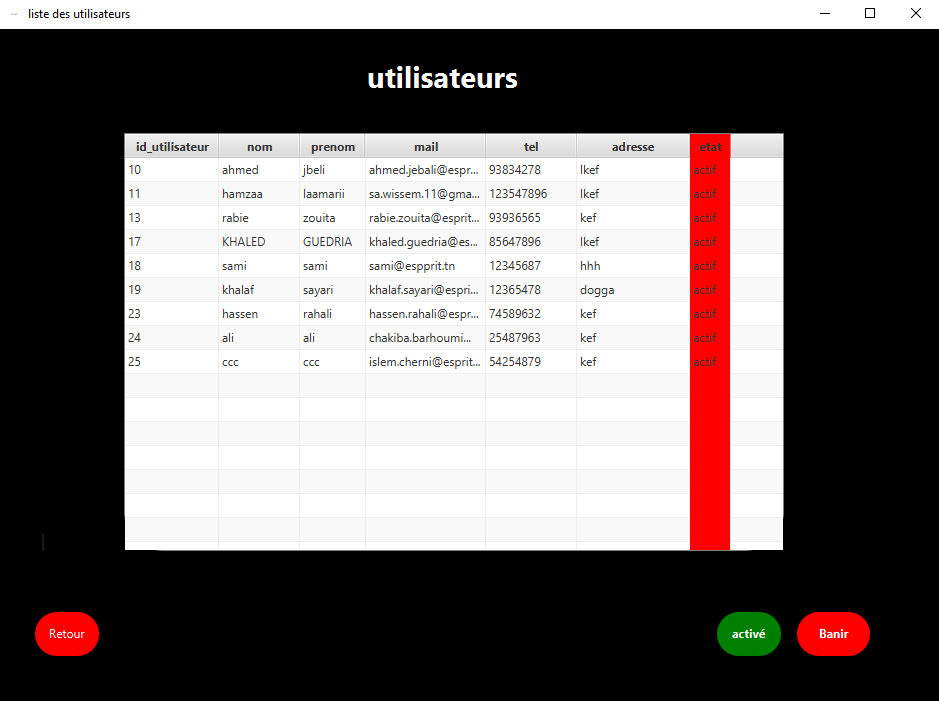 liste des utilisateurs
utilisateurs
id_utilisateur nom prenom mail tel adresse etat
10 ahmed jbeli ahmed.jebali@espr... 93834278 lkef actif
11 hamzaa laamarii sa.wissem.11@gma... 123547896 lkef actif
13 rabie zouita rabie.zouita@esprit... 93936565 kef actif
17 KHALED GUEDRIA khaled.guedria@es... 85647896 lkef actif
18 sami sami sami@espprit.tn 12345687 hhh actif
19 khalaf sayari khalaf.sayari@espri... 12365478 dogga actif
23 hassen rahali hassen.rahali@espr... 74589632 kef actif
24 ali ali chakiba.barhoumi... 25487963 kef actif
25 ccc ccc islem.cherni@esprit... 54254879 kef actif
Retour activé Banir